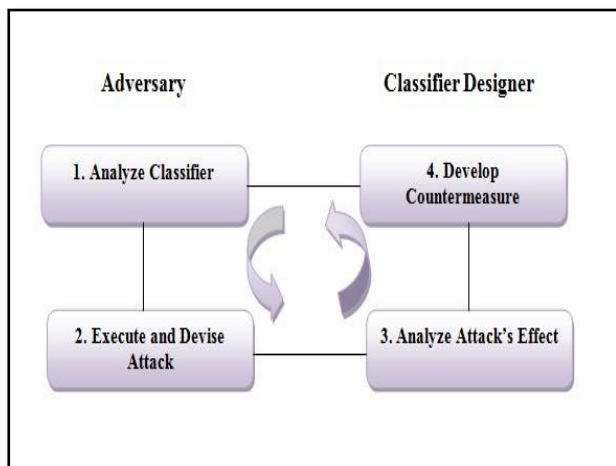 Adversary
Classifier Designer
1. Analyze Classifier
4. Develop
Countermeasure
2. Execute and Devise
Attack
3. Analyze Attack's Effect